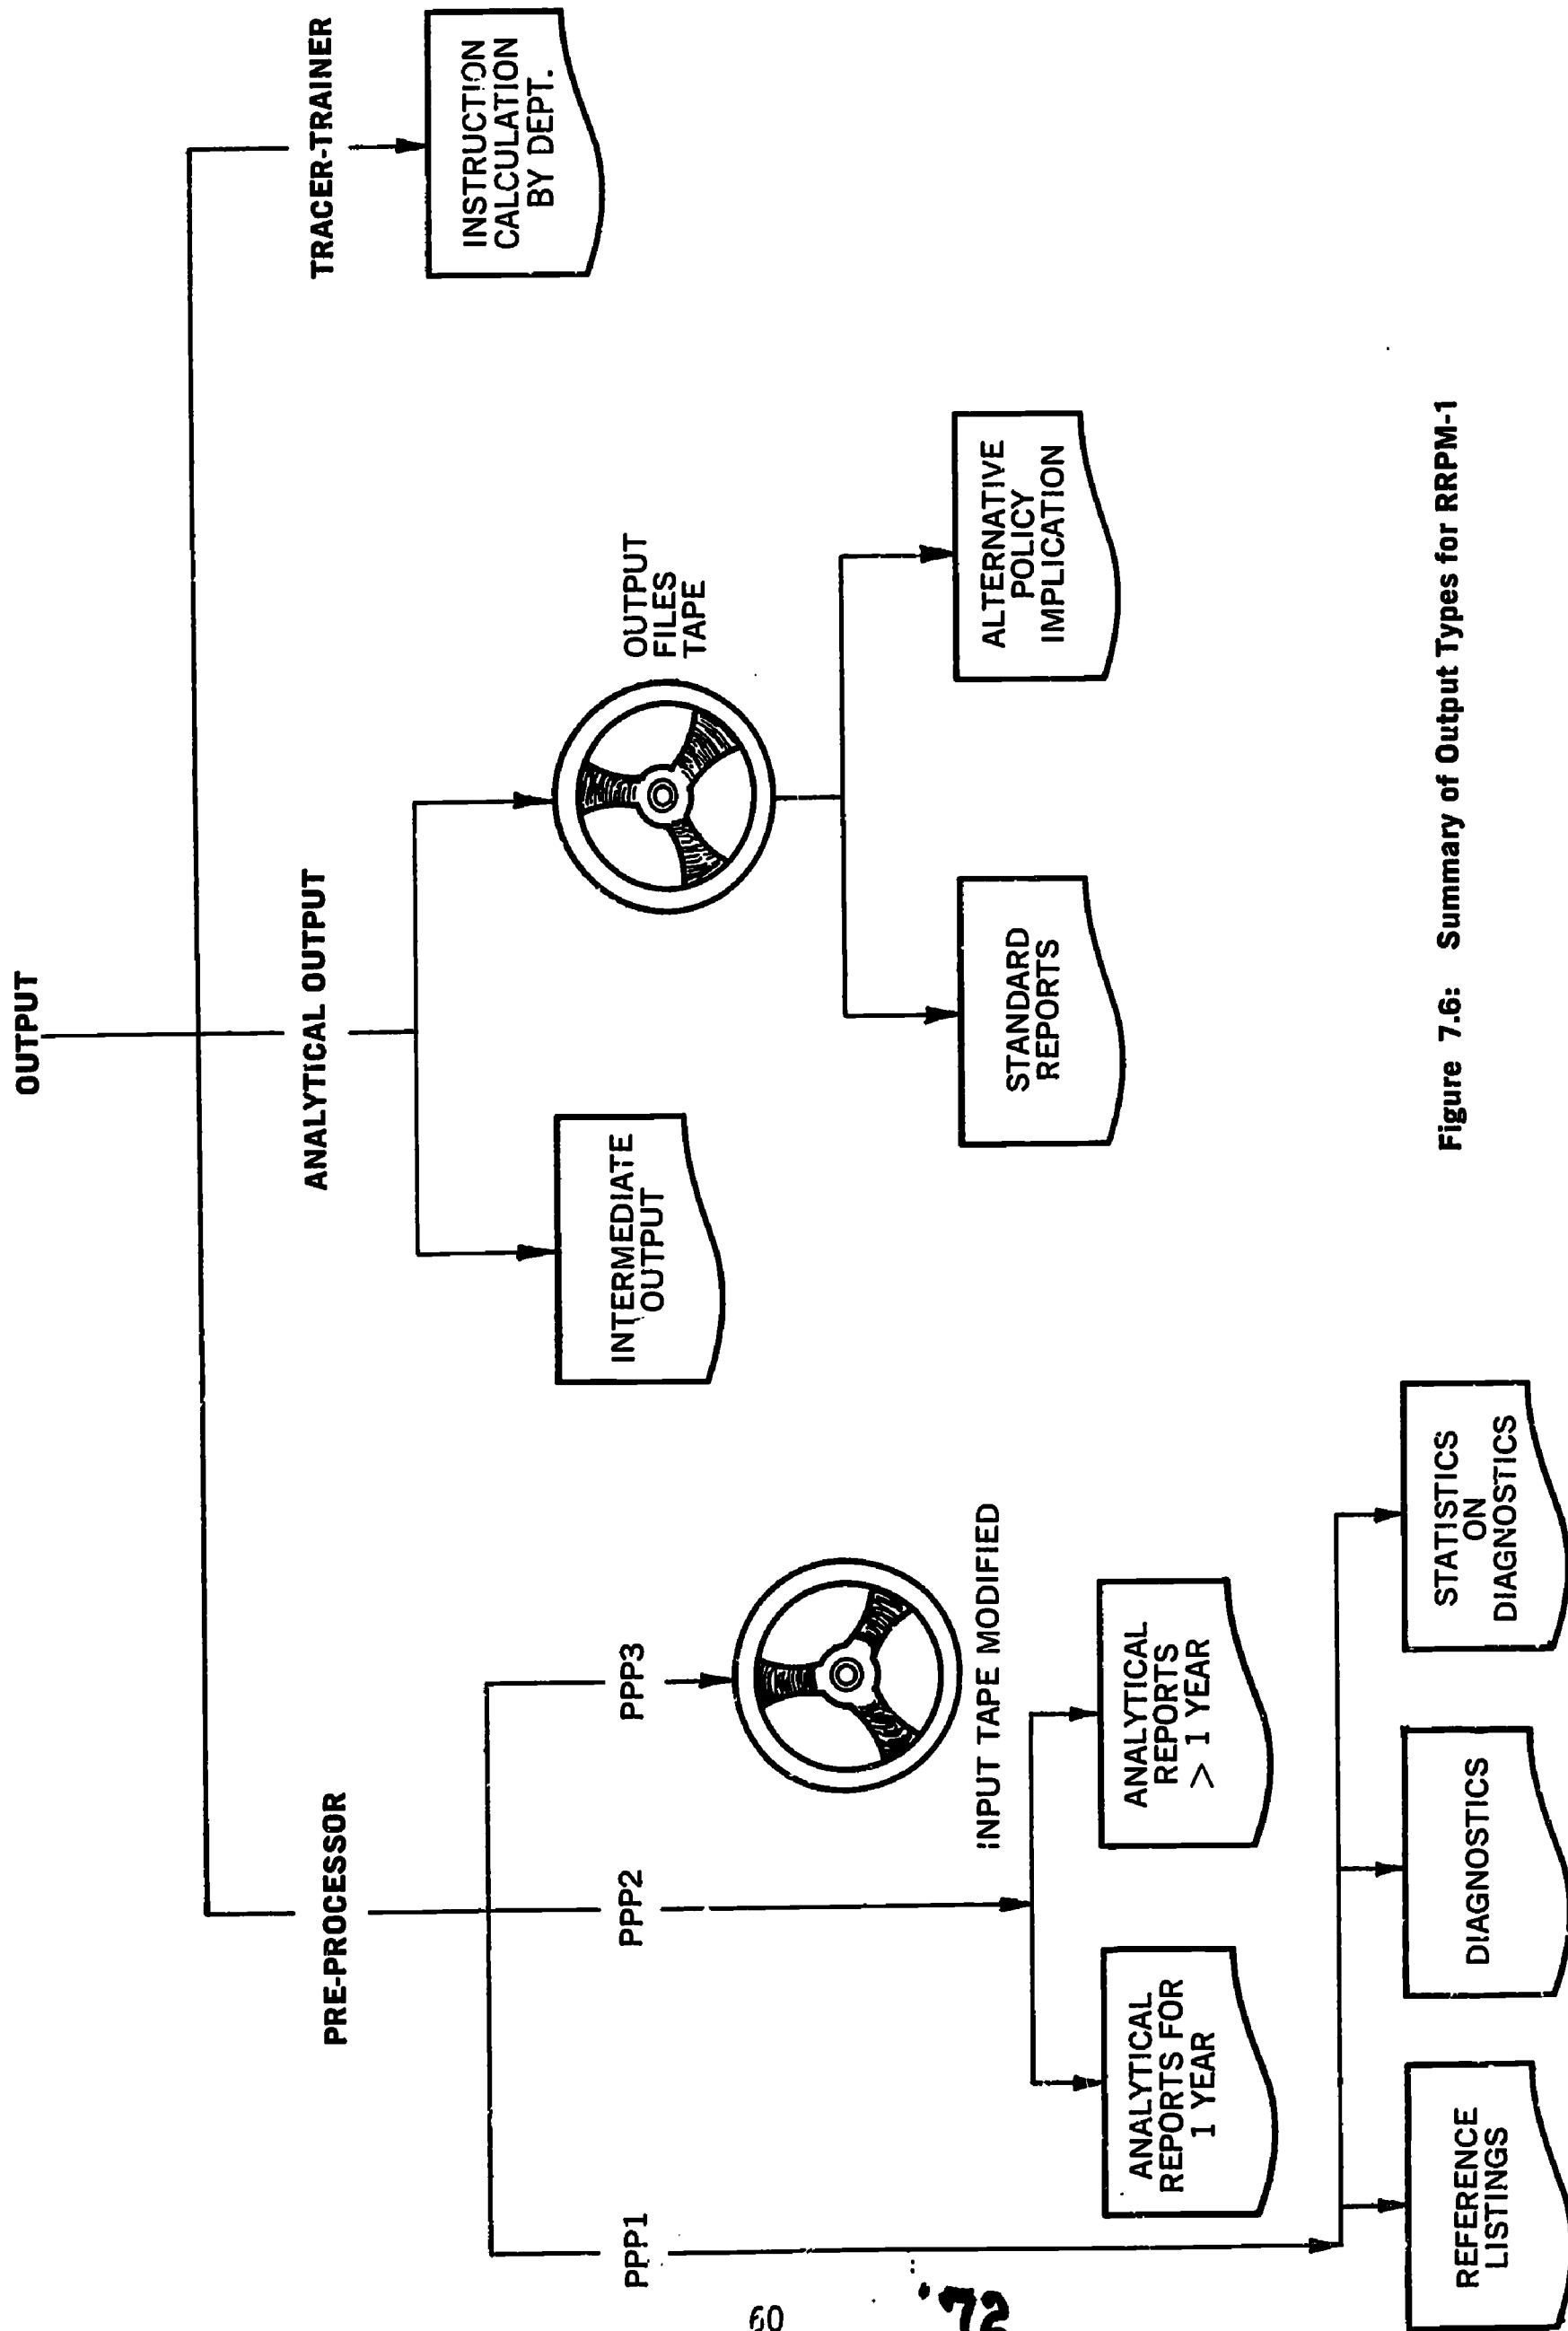 OUTPUT
PRE-PROCESSOR
ANALYTICAL OUTPUT
TRACER-TRAINER
PPP1
PPP2
PPP3
INPUT TAPE MODIFIED
INTERMEDIATE
OUTPUT
OUTPUT
FILES
TAPE
INSTRUCTION
CALCULATION
BY DEPT.
ANALYTICAL
REPORTS FOR
1 YEAR
ANALYTICAL
REPORTS
> 1 YEAR
STANDARD
REPORTS
ALTERNATIVE
POLICY
IMPLICATION
REFERENCE
LISTINGS
DIAGNOSTICS
STATISTICS
ON
DIAGNOSTICS
Figure 7.6: Summary of Output Types for RRPM-1
60
72